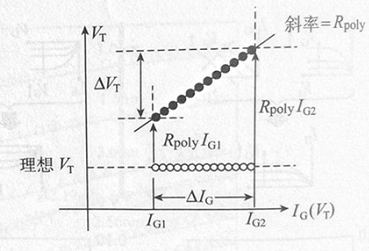 V_T
斜率=R_poly
ΔV_T
R_poly I_G2
R_poly I_G1
理想 V_T
ΔI_G
I_G1
I_G2
I_G(V_T)